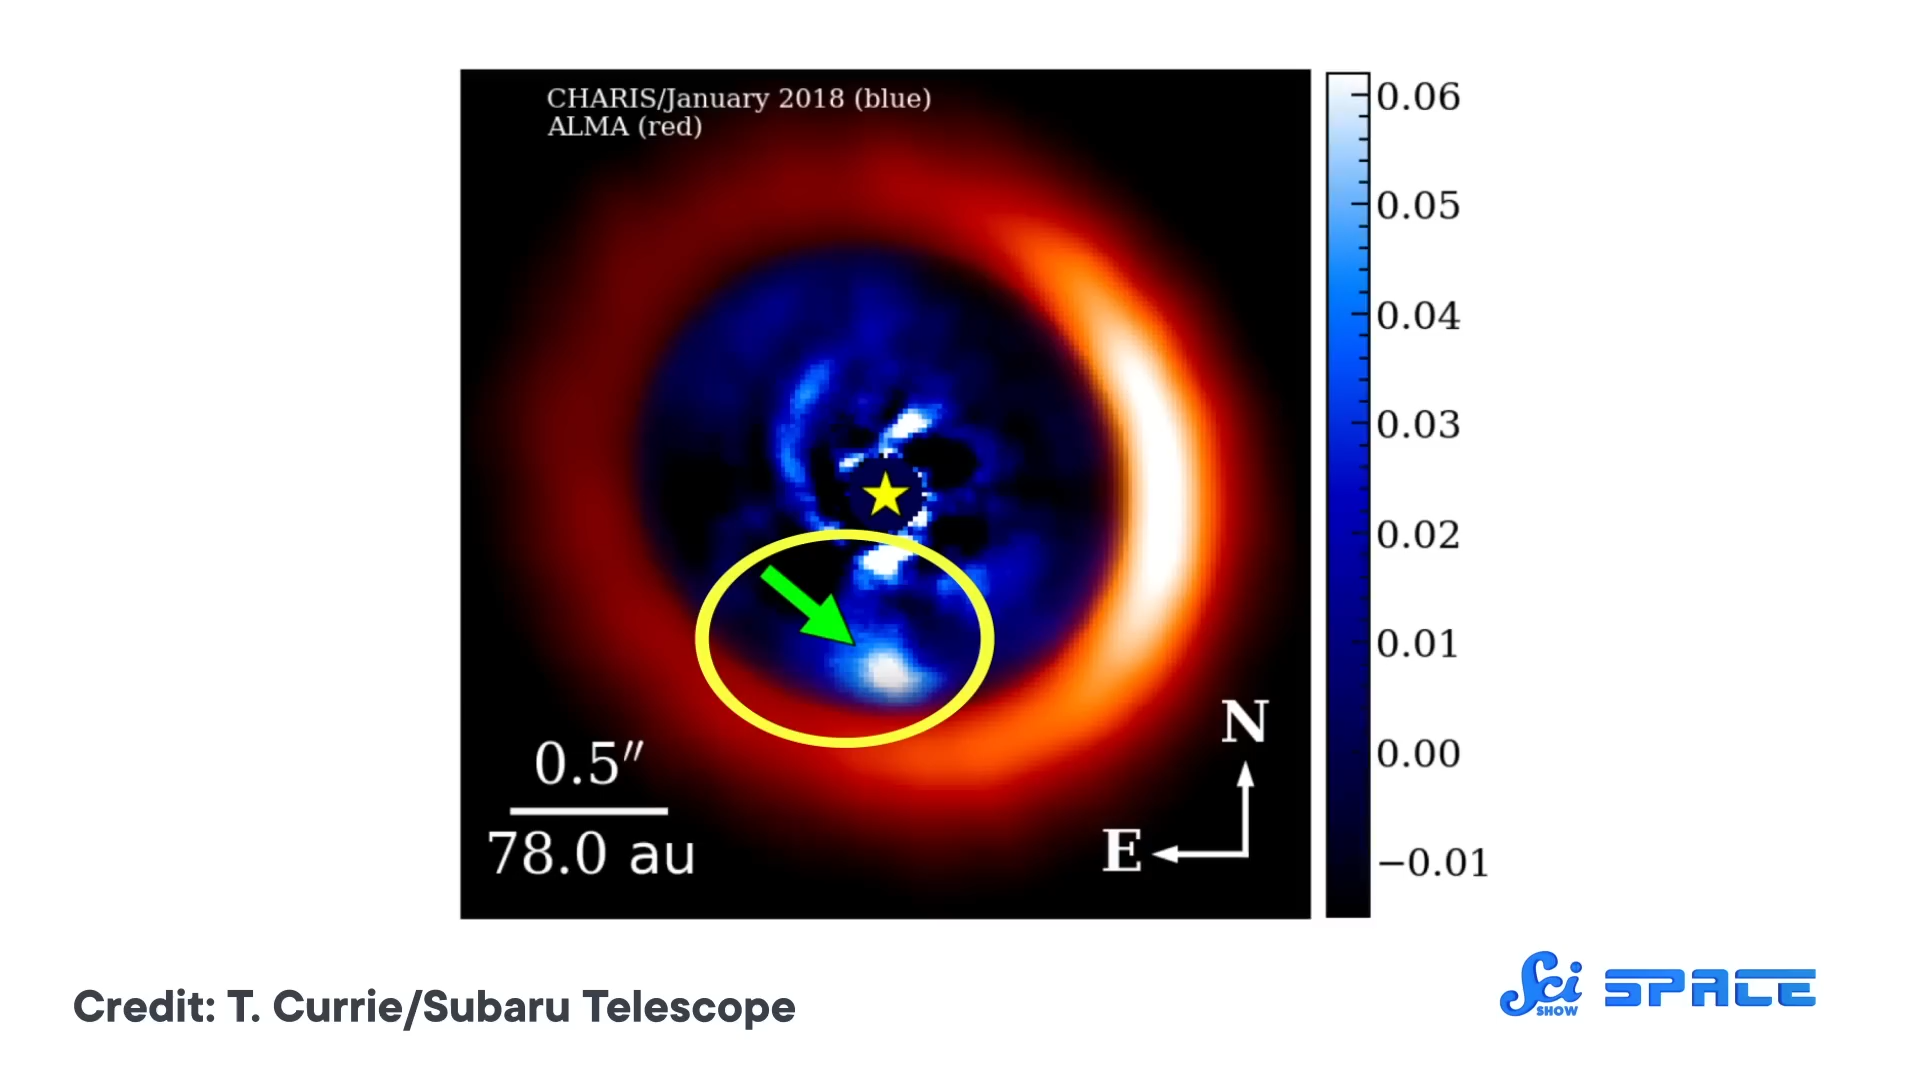 CHARIS/January 2018 (blue)
ALMA (red)
0.06
0.05
0.04
0.03
0.02
0.01
0.00
−0.01
N
E
0.5″
78.0 au
Credit: T. Currie/Subaru Telescope
Sci SHOW SPACE